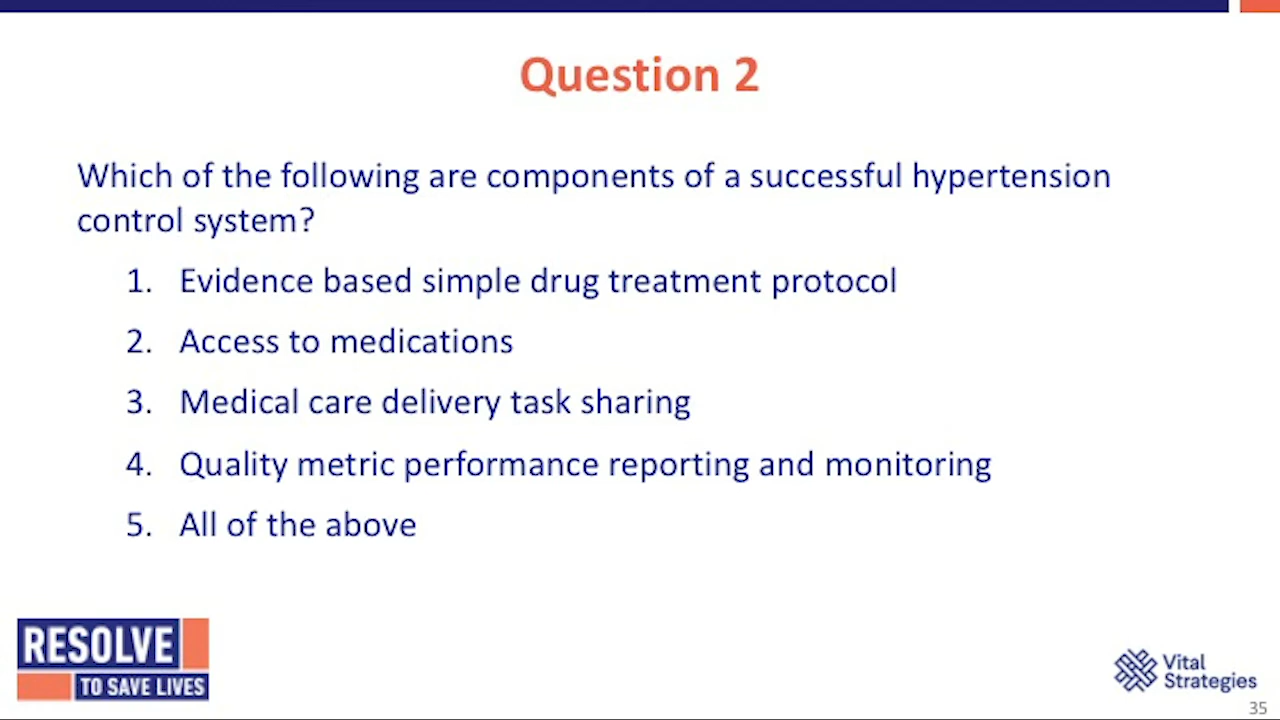 Question 2
Which of the following are components of a successful hypertension
control system?
1. Evidence based simple drug treatment protocol
2. Access to medications
3. Medical care delivery task sharing
4. Quality metric performance reporting and monitoring
5. All of the above
RESOLVE
TO SAVE LIVES
Vital
Strategies
35